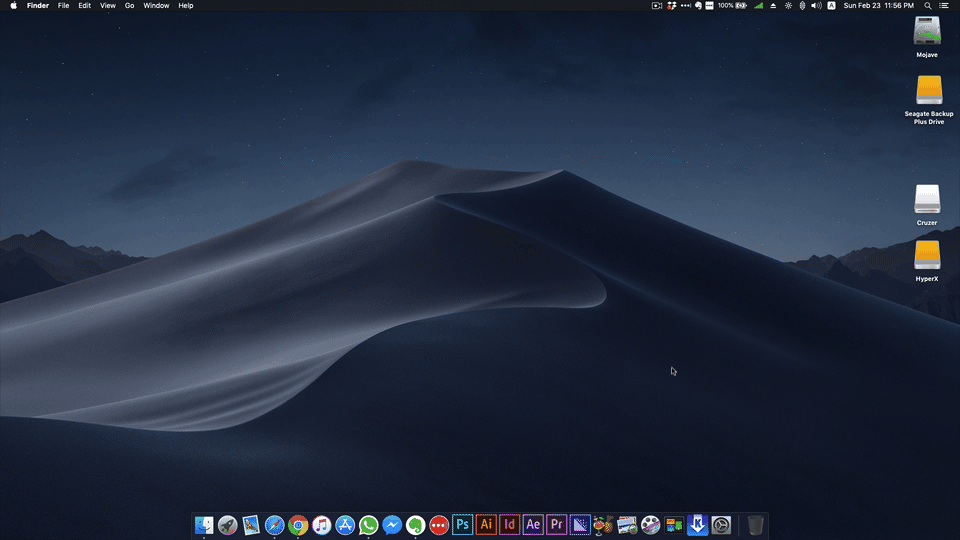 Finder File Edit View Go Window Help
100%
A
Sun Feb 23 11:56 PM
Mojave
Seagate Backup
Plus Drive
Cruzer
HyperX
Ps Ai Id Ae Pr